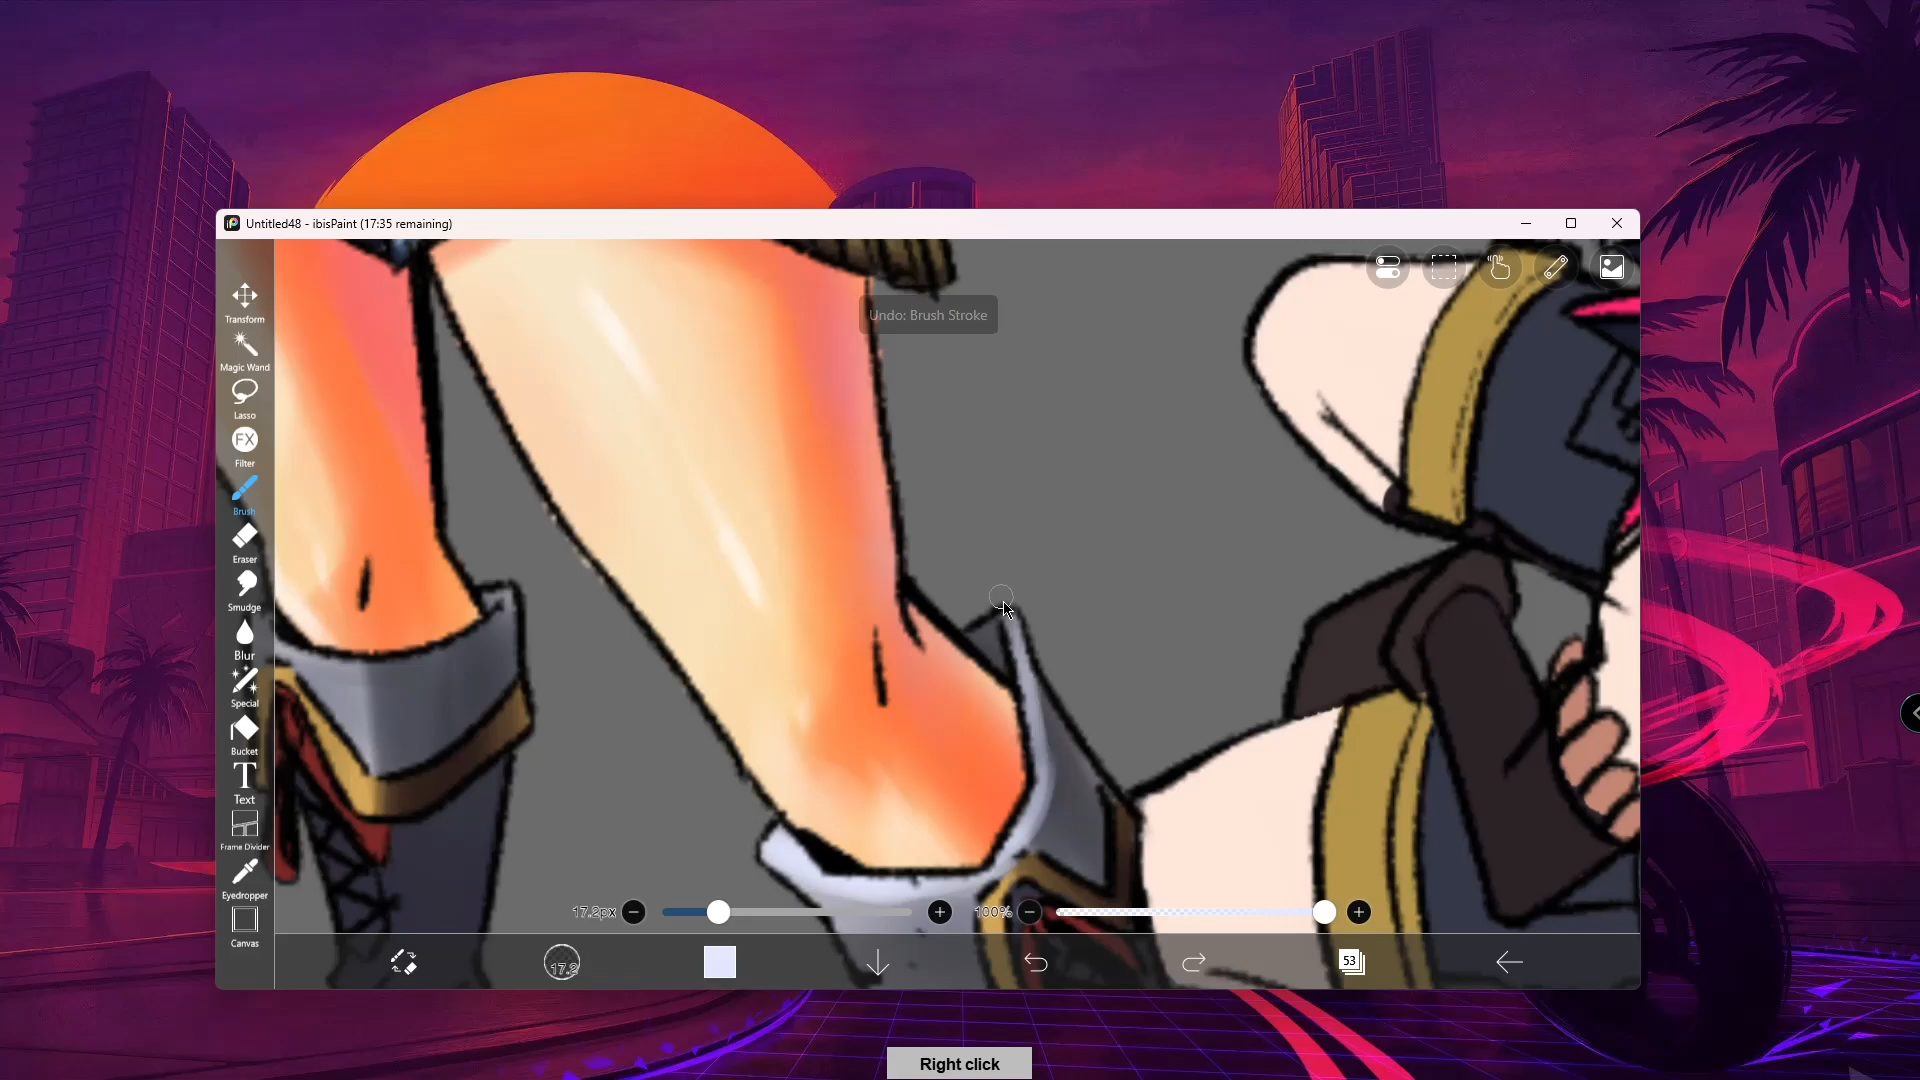 Untitled48 - ibisPaint (17:35 remaining)
Undo: Brush Stroke
Transform
Magic Wand
Lasso
FX
Filter
Brush
Eraser
Smudge
Blur
Special
Bucket
T
Text
Frame Divider
Eyedropper
Canvas
17.2px
100%
17.2
53
Right click